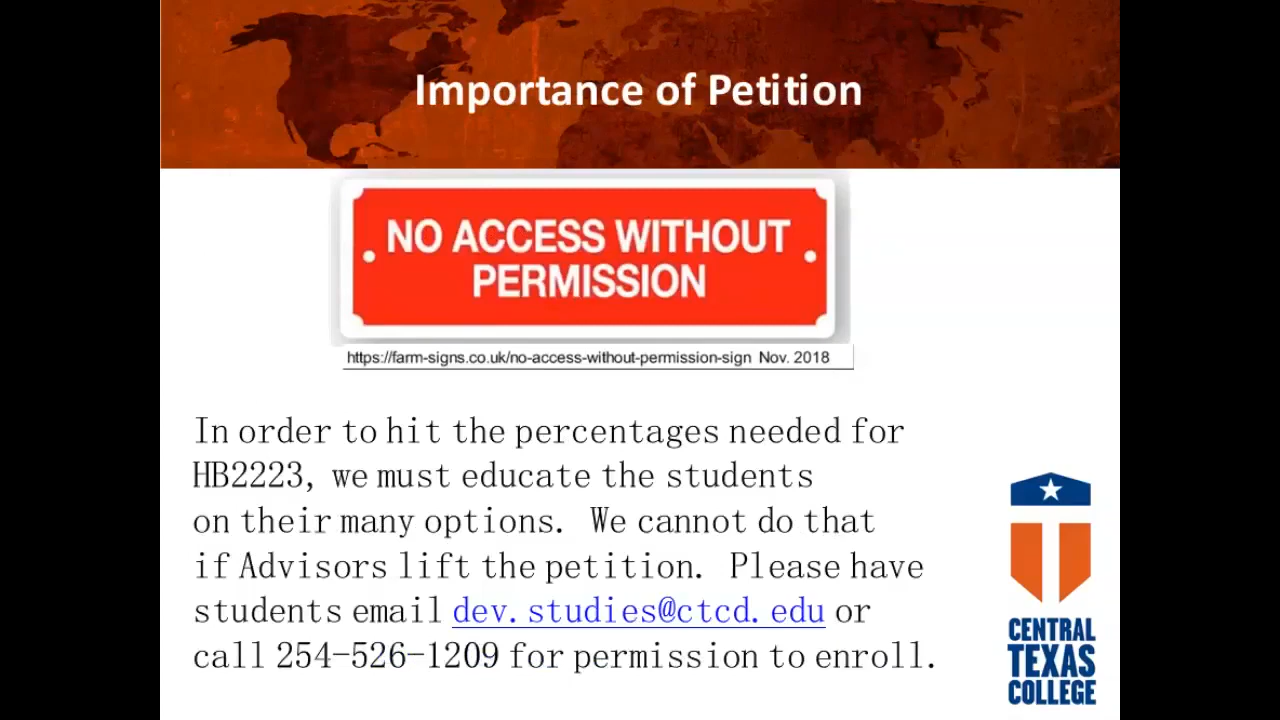 Importance of Petition
NO ACCESS WITHOUT
PERMISSION
https://farm-signs.co.uk/no-access-without-permission-sign Nov. 2018
In order to hit the percentages needed for
HB2223, we must educate the students
on their many options. We cannot do that
if Advisors lift the petition. Please have
students email dev.studies@ctcd.edu or
call 254-526-1209 for permission to enroll.
CENTRAL
TEXAS
COLLEGE